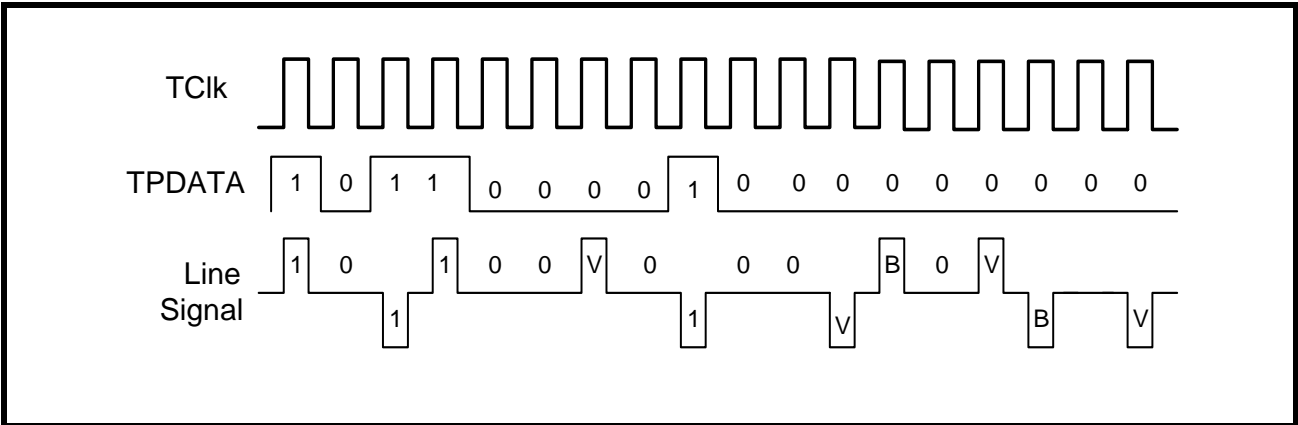 TClk
TPDATA 1 0 1 1 0 0 0 0 1 0 0 0 0 0 0 0 0 0
Line Signal 1 0 1 1 0 0 V 0 1 0 0 V B 0 V B V